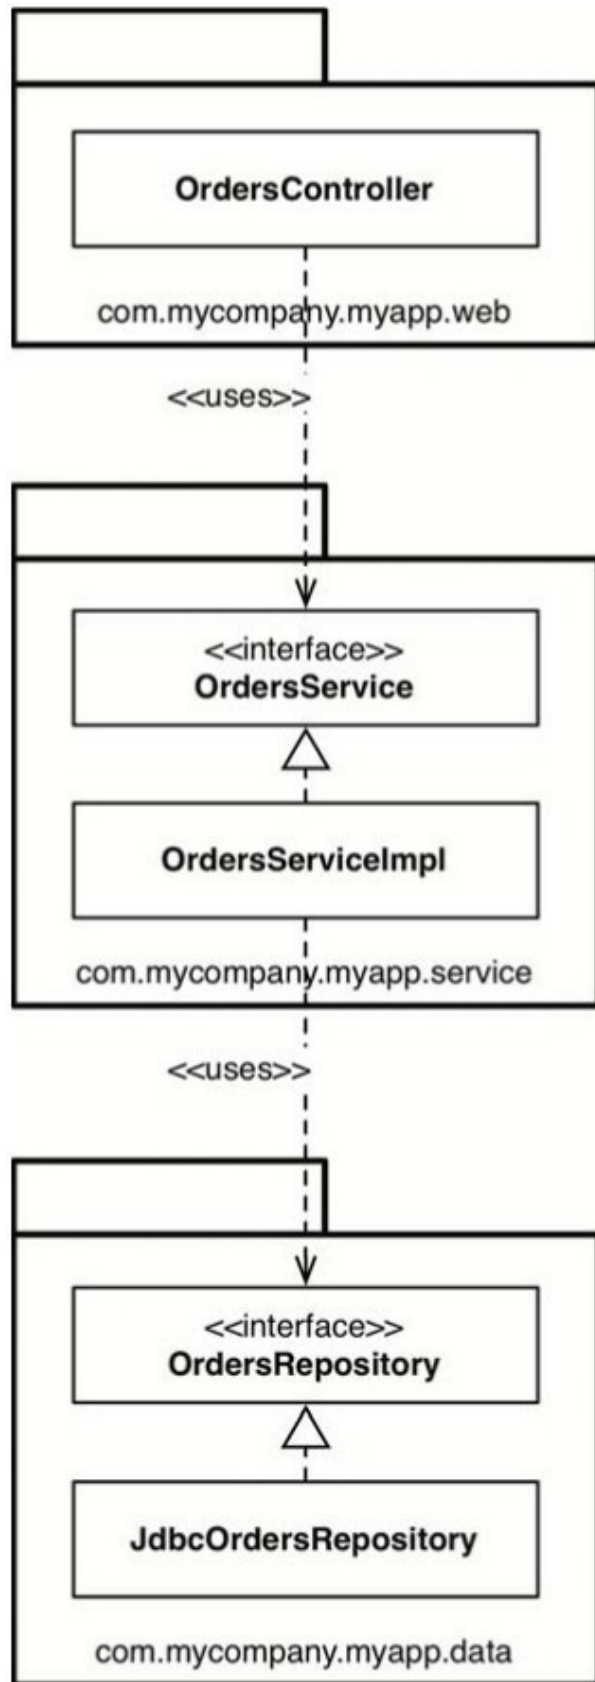 OrdersController
com.mycompany.myapp.web
<<uses>>
<<interface>>
OrdersService
OrdersServiceImpl
com.mycompany.myapp.service
<<uses>>
<<interface>>
OrdersRepository
JdbcOrdersRepository
com.mycompany.myapp.data